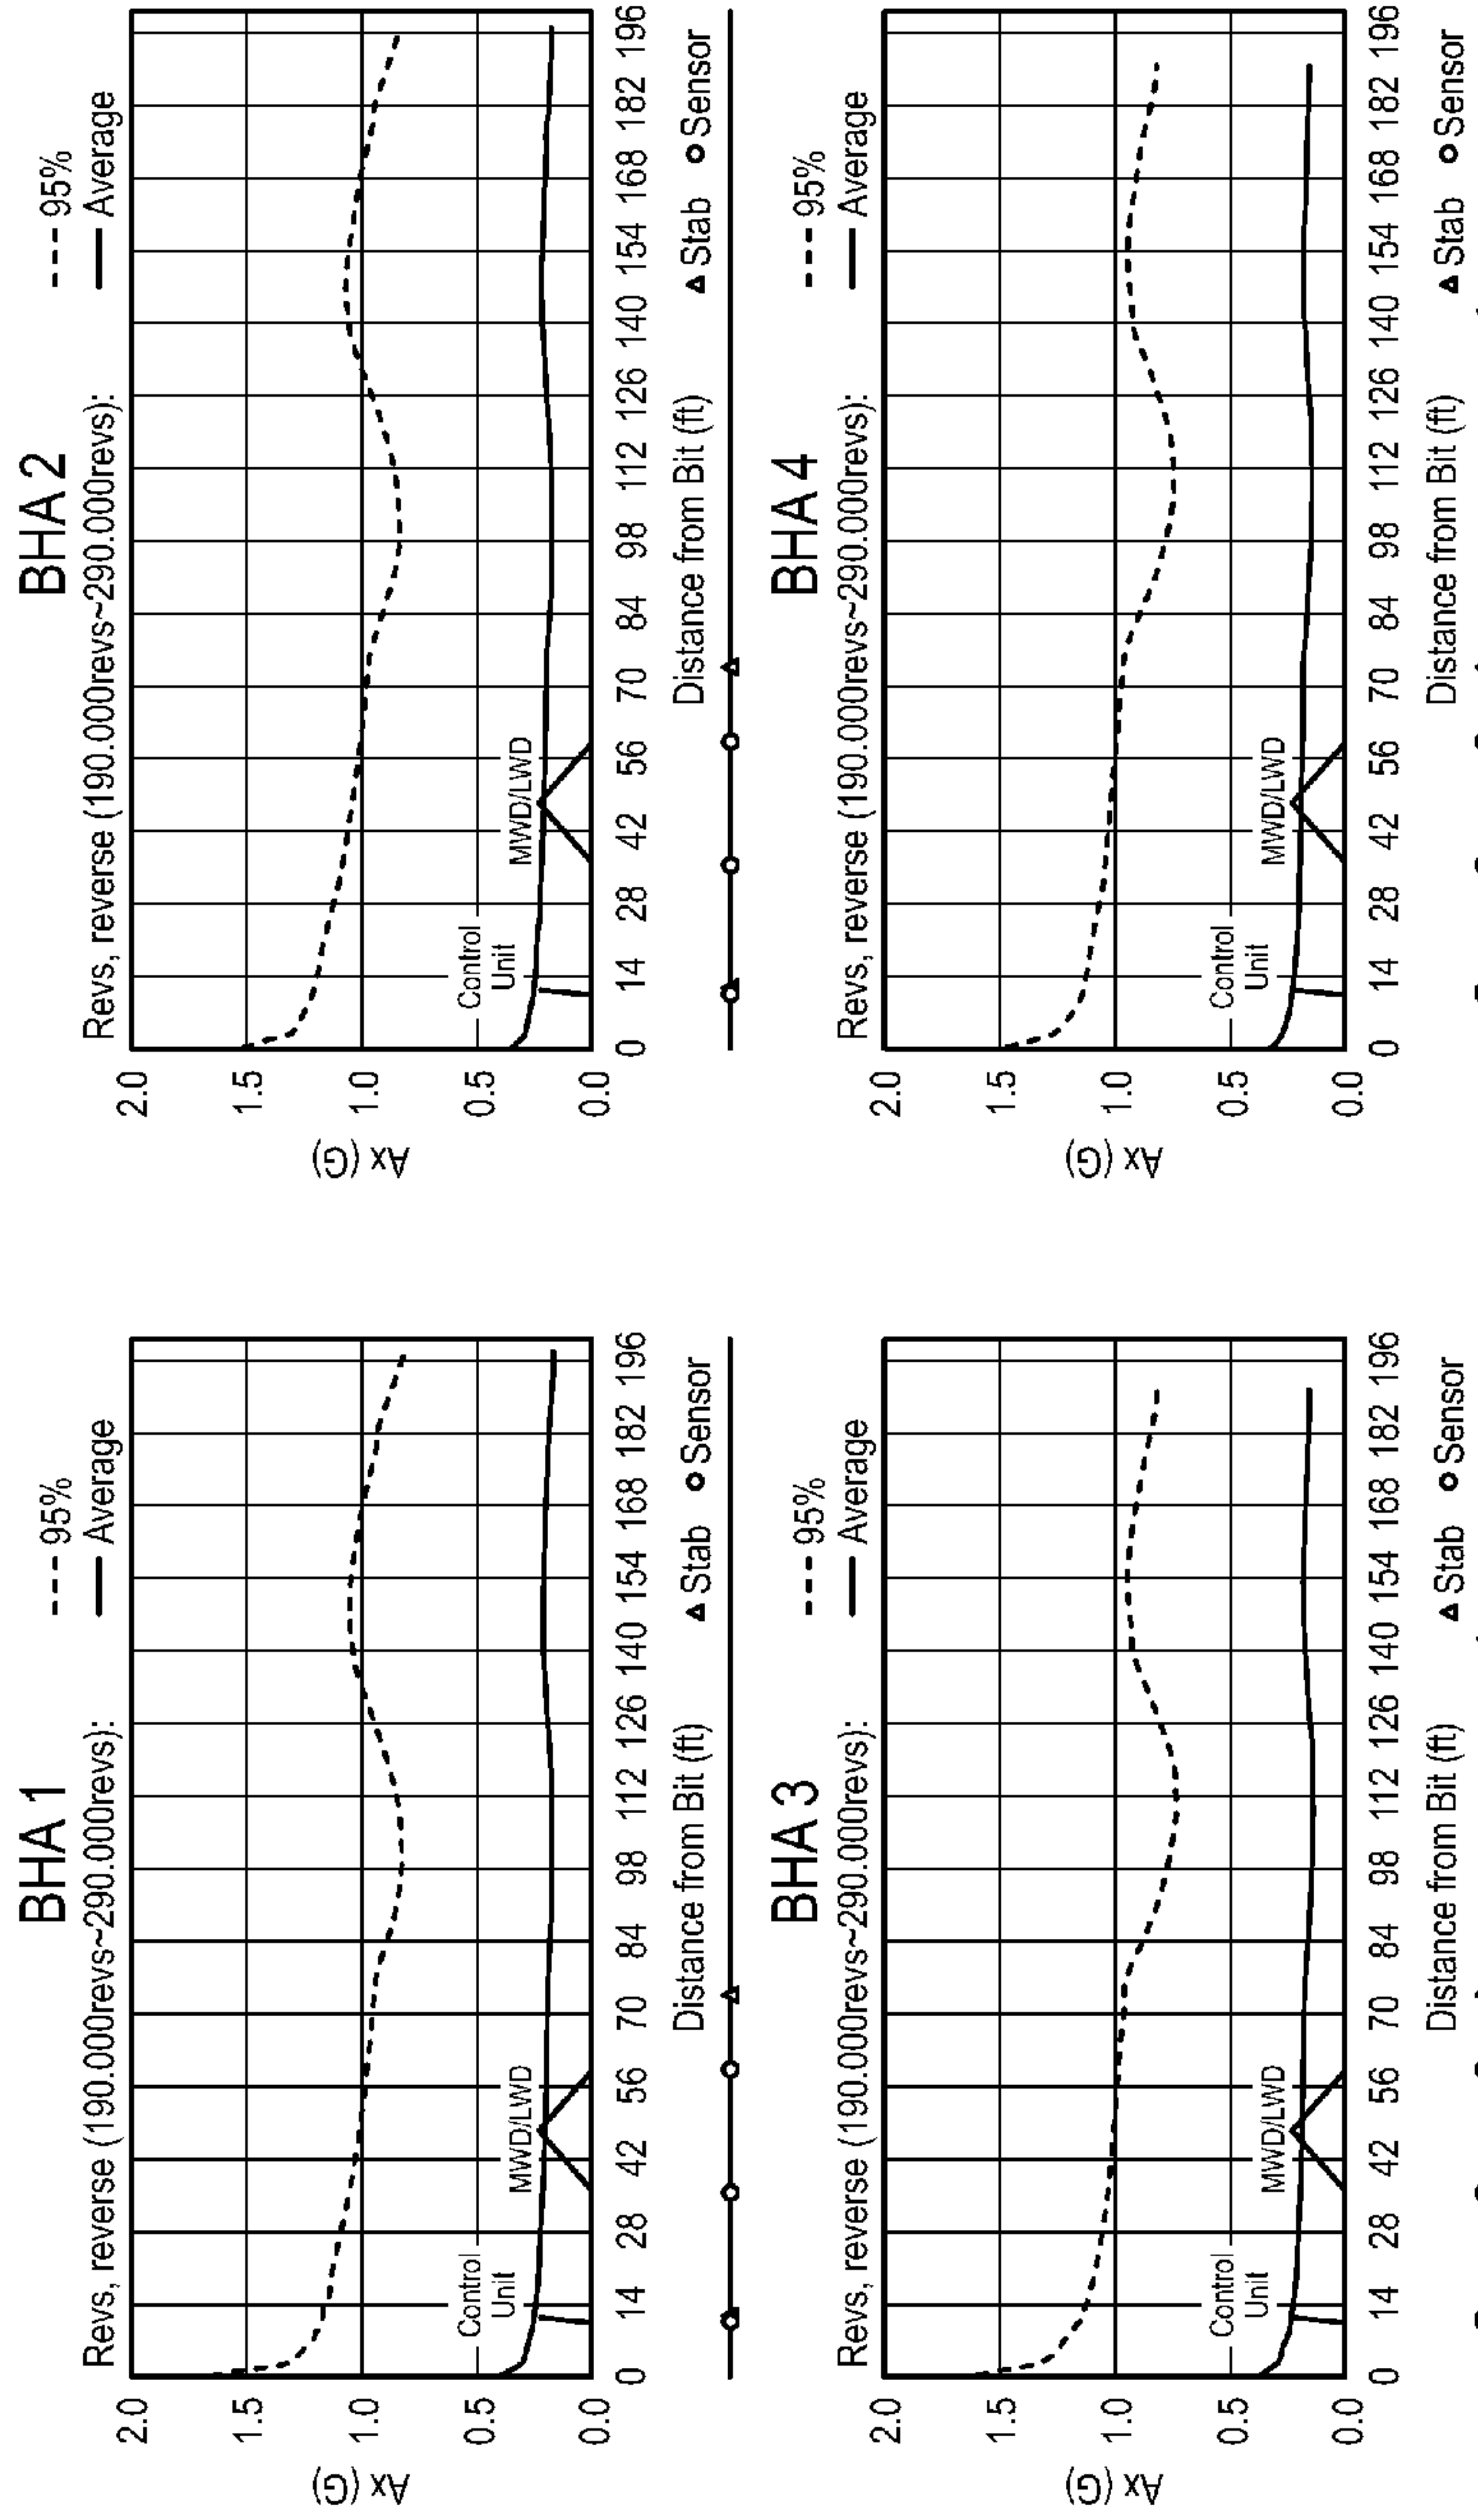 BHA 1
Revs, reverse (190.000revs~290.000revs):
--- 95%
— Average
Ax (G)
2.0
1.5
1.0
0.5
0.0
Control
Unit
MWD/LWD
0 14 28 42 56 70 84 98 112 126 140 154 168 182 196
Distance from Bit (ft)
Stab Sensor
BHA 2
Revs, reverse (190.000revs~290.000revs):
--- 95%
— Average
Ax (G)
2.0
1.5
1.0
0.5
0.0
Control
Unit
MWD/LWD
0 14 28 42 56 70 84 98 112 126 140 154 168 182 196
Distance from Bit (ft)
Stab Sensor
BHA 3
Revs, reverse (190.000revs~290.000revs):
--- 95%
— Average
Ax (G)
2.0
1.5
1.0
0.5
0.0
Control
Unit
MWD/LWD
0 14 28 42 56 70 84 98 112 126 140 154 168 182 196
Distance from Bit (ft)
Stab Sensor
BHA 4
Revs, reverse (190.000revs~290.000revs):
--- 95%
— Average
Ax (G)
2.0
1.5
1.0
0.5
0.0
Control
Unit
MWD/LWD
0 14 28 42 56 70 84 98 112 126 140 154 168 182 196
Distance from Bit (ft)
Stab Sensor